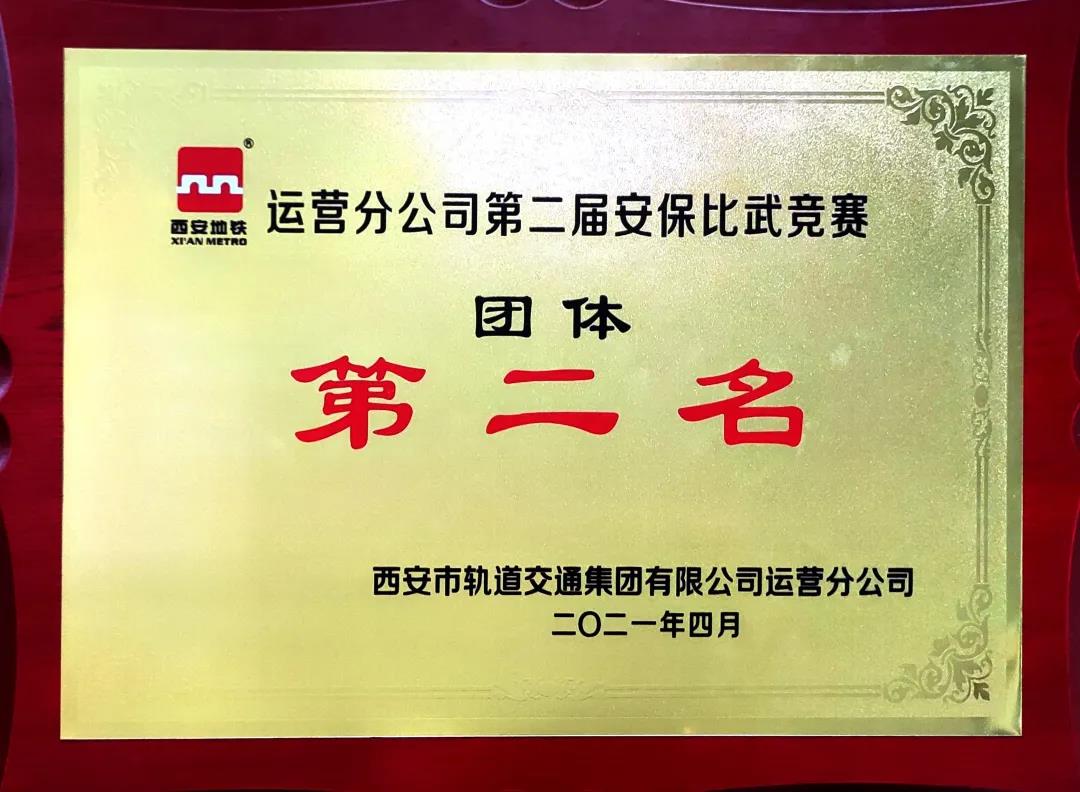 ®
西安地铁
XI'AN METRO
运营分公司第二届安保比武竞赛
团体
第二名
西安市轨道交通集团有限公司运营分公司
二〇二一年四月